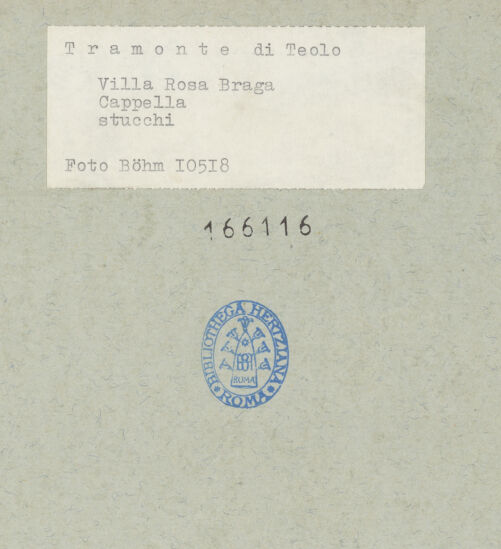 Tramonte di Teolo
Villa Rosa Braga
Cappella
stucchi
Foto Böhm I05I8
166116
BIBLIOTHECA HERTZIANA
ROMA
ROMA